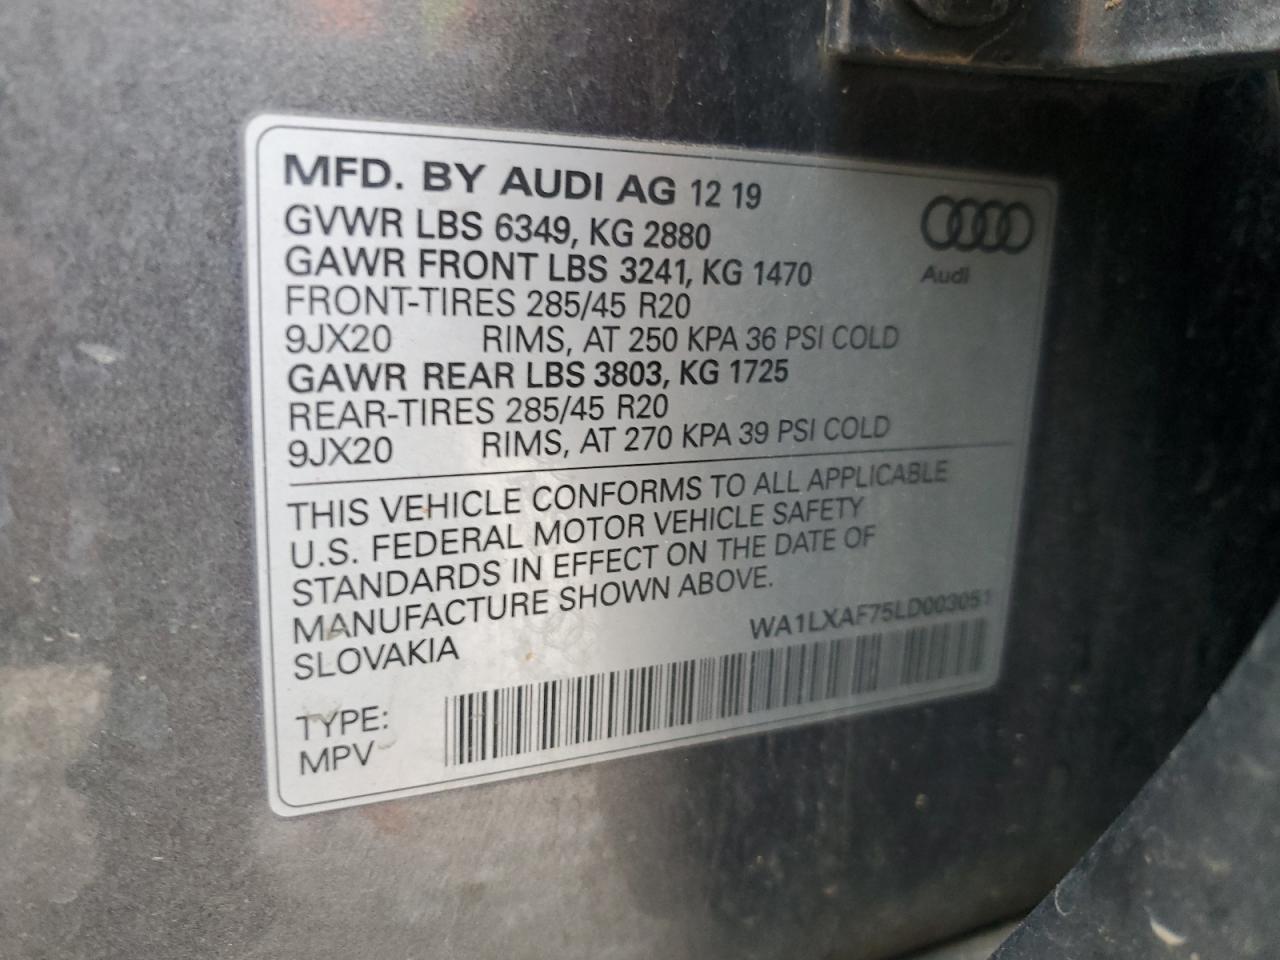 MFD. BY AUDI AG 12 19
GVWR LBS 6349, KG 2880
GAWR FRONT LBS 3241, KG 1470
FRONT-TIRES 285/45 R20
9JX20 RIMS, AT 250 KPA 36 PSI COLD
GAWR REAR LBS 3803, KG 1725
REAR-TIRES 285/45 R20
9JX20 RIMS, AT 270 KPA 39 PSI COLD
Audi
THIS VEHICLE CONFORMS TO ALL APPLICABLE
U.S. FEDERAL MOTOR VEHICLE SAFETY
STANDARDS IN EFFECT ON THE DATE OF
MANUFACTURE SHOWN ABOVE.
SLOVAKIA
WA1LXAF75LD003051
TYPE:
MPV